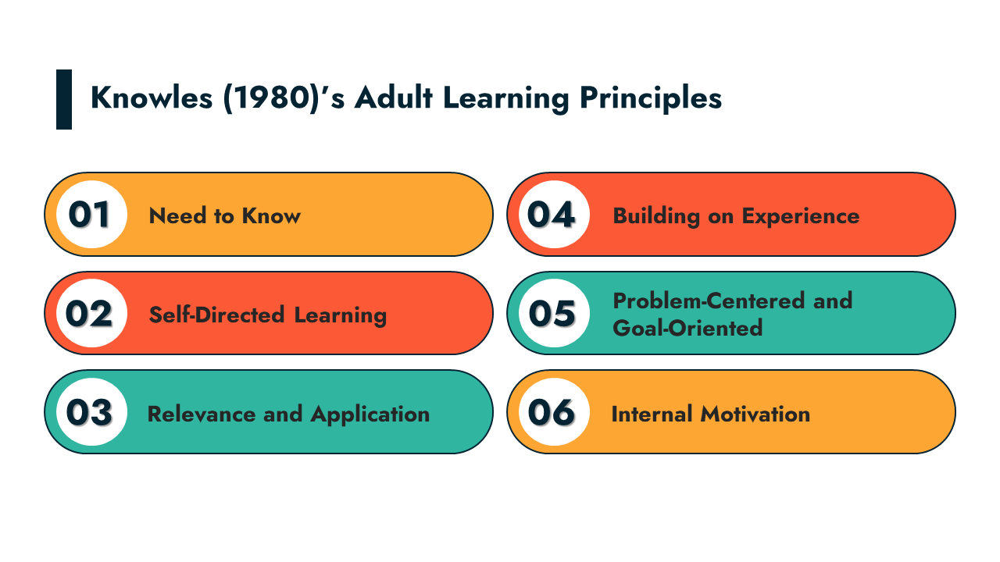 Knowles (1980)’s Adult Learning Principles
01
Need to Know
02
Self-Directed Learning
03
Relevance and Application
04
Building on Experience
05
Problem-Centered and
Goal-Oriented
06
Internal Motivation